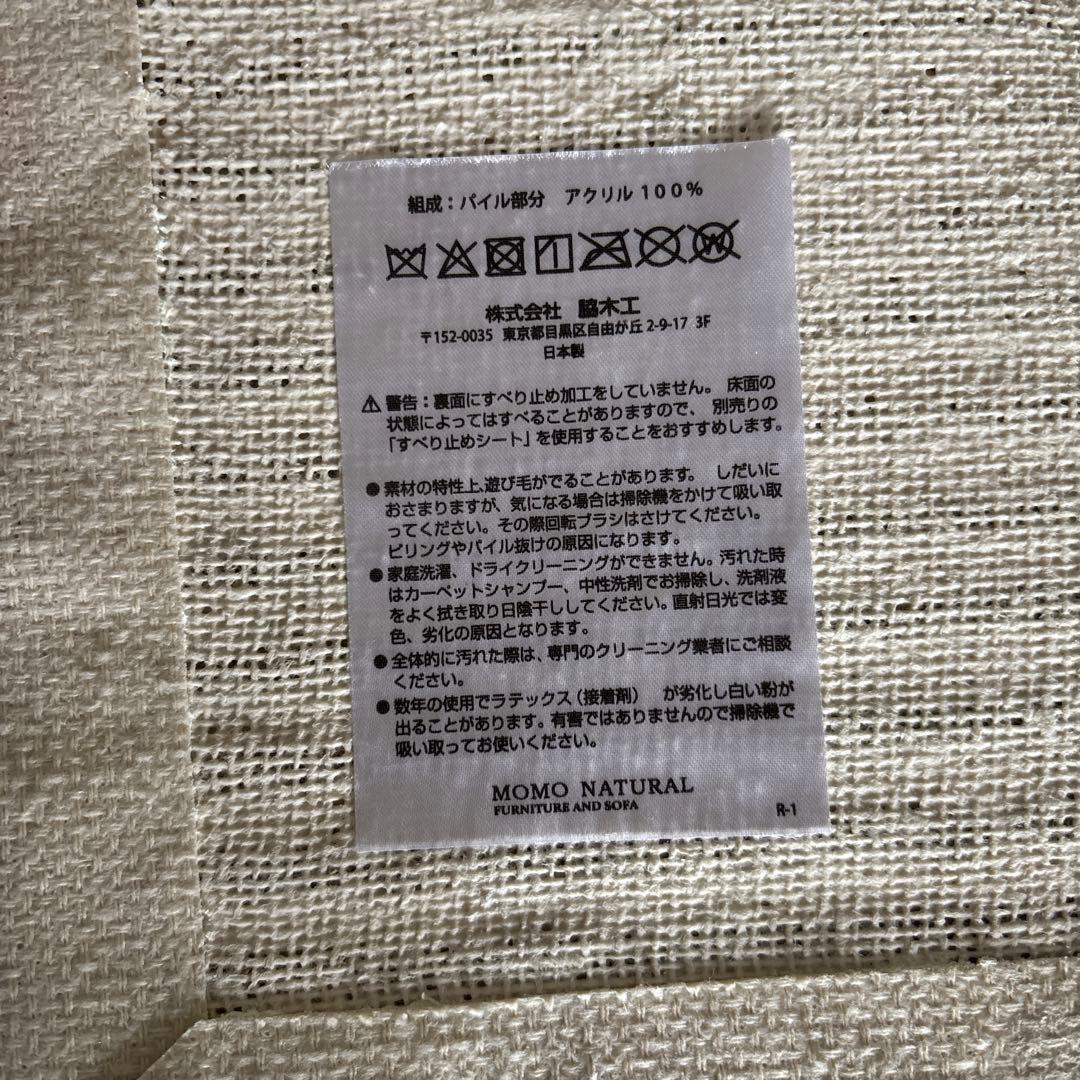 組成：パイル部分　アクリル 100%
株式会社　脇木工
〒152-0035 東京都目黒区自由が丘 2-9-17 3F
日本製
警告：裏面にすべり止め加工をしていません。 床面の
状態によってはすべることがありますので、 別売りの
「すべり止めシート」を使用することをおすすめします。
●素材の特性上、遊び毛がでることがあります。 しだいに
おさまりますが、気になる場合は掃除機をかけて吸い取
ってください。その際回転ブラシはさけてください。
ピリングやパイル抜けの原因になります。
●家庭洗濯、ドライクリーニングができません。汚れた時
はカーペットシャンプー、中性洗剤でお掃除し、洗剤液
をよく拭き取り日陰干ししてください。直射日光では変
色、劣化の原因となります。
●全体的に汚れた際は、専門のクリーニング業者にご相談
ください。
●数年の使用でラテックス（接着剤）　が劣化し白い粉が
出ることがあります。有害ではありませんので掃除機で
吸い取ってお使いください。
MOMO NATURAL
FURNITURE AND SOFA
R-1